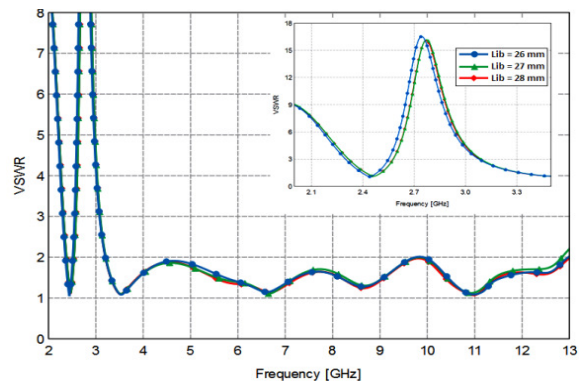 8
7
6
5
4
3
2
1
0
VSWR
2 3 4 5 6 7 8 9 10 11 12 13
Frequency [GHz]
18
15
12
9
6
3
0
VSWR
2.1 2.4 2.7 3.0 3.3
Frequency [GHz]
Lib = 26 mm
Lib = 27 mm
Lib = 28 mm